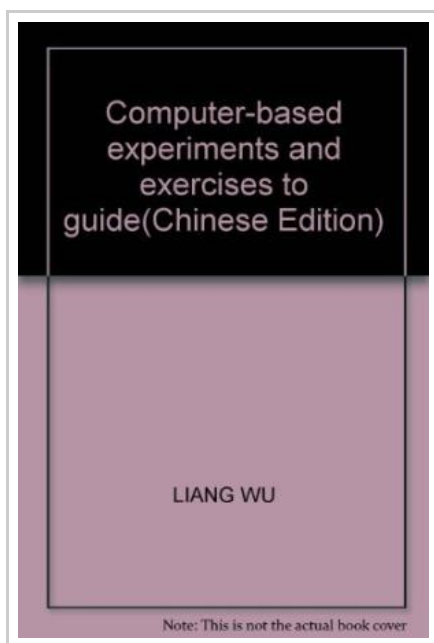 Computer-based
experiments and
exercises to
guide(Chinese Edition)
LIANG WU
Note: This is not the actual book cover